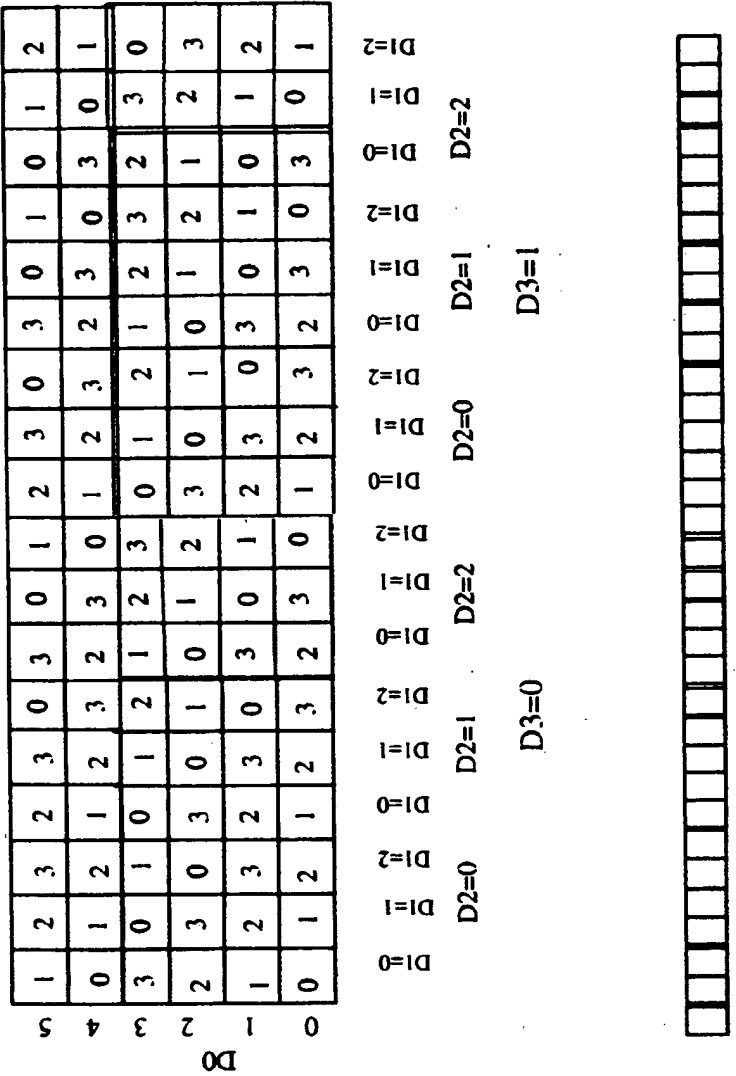 D0
5 1 2 3 2 3 0 3 0 1 2 3 0 3 0 1 0 1 2
4 0 1 2 1 2 3 2 3 0 1 2 3 2 3 0 3 0 1
3 3 0 1 0 1 2 1 2 3 0 1 2 1 2 3 2 3 0
2 2 3 0 3 0 1 0 1 2 3 0 1 0 1 2 1 2 3
1 1 2 3 2 3 0 3 0 1 2 3 0 3 0 1 0 1 2
0 0 1 2 1 2 3 2 3 0 1 2 3 2 3 0 3 0 1
D1=0 D1=1 D1=2 D1=0 D1=1 D1=2 D1=0 D1=1 D1=2 D1=0 D1=1 D1=2 D1=0 D1=1 D1=2 D1=0 D1=1 D1=2
D2=0 D2=1 D2=2 D2=0 D2=1 D2=2
D3=0 D3=1